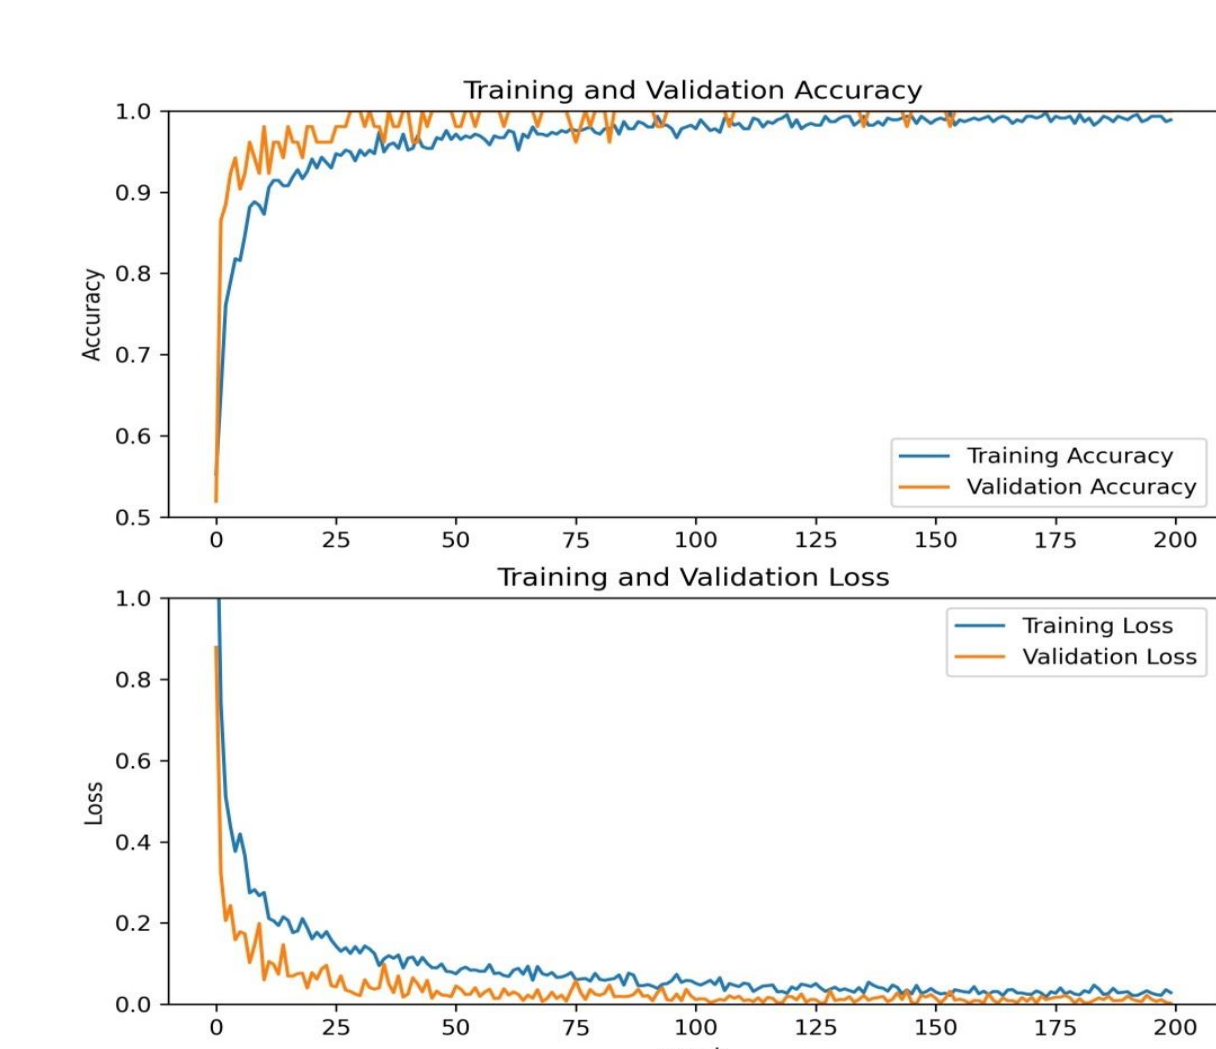 Training and Validation Accuracy
1.0
0.9
0.8
0.7
0.6
0.5
Accuracy
Training Accuracy
Validation Accuracy
0 25 50 75 100 125 150 175 200
Training and Validation Loss
1.0
0.8
0.6
0.4
0.2
0.0
Loss
Training Loss
Validation Loss
0 25 50 75 100 125 150 175 200